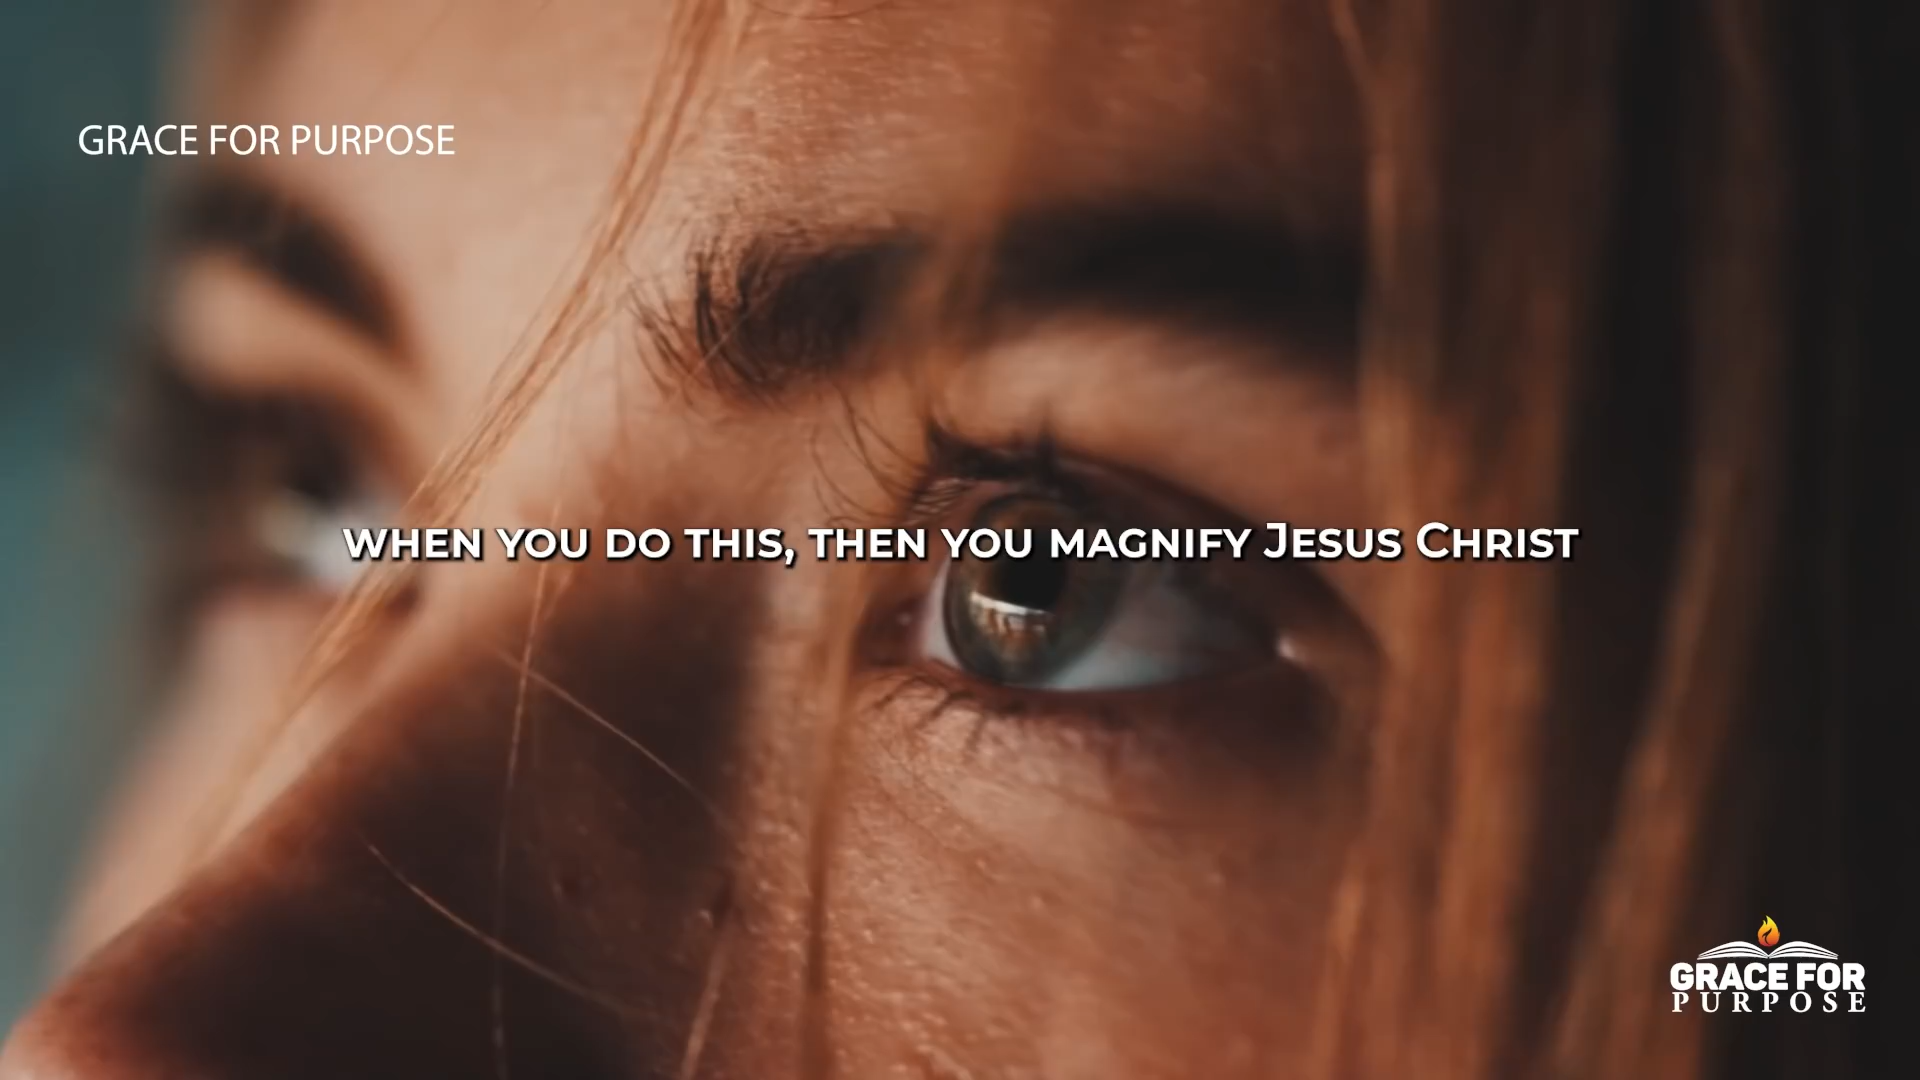 GRACE FOR PURPOSE
WHEN YOU DO THIS, THEN YOU MAGNIFY JESUS CHRIST
GRACE FOR
PURPOSE